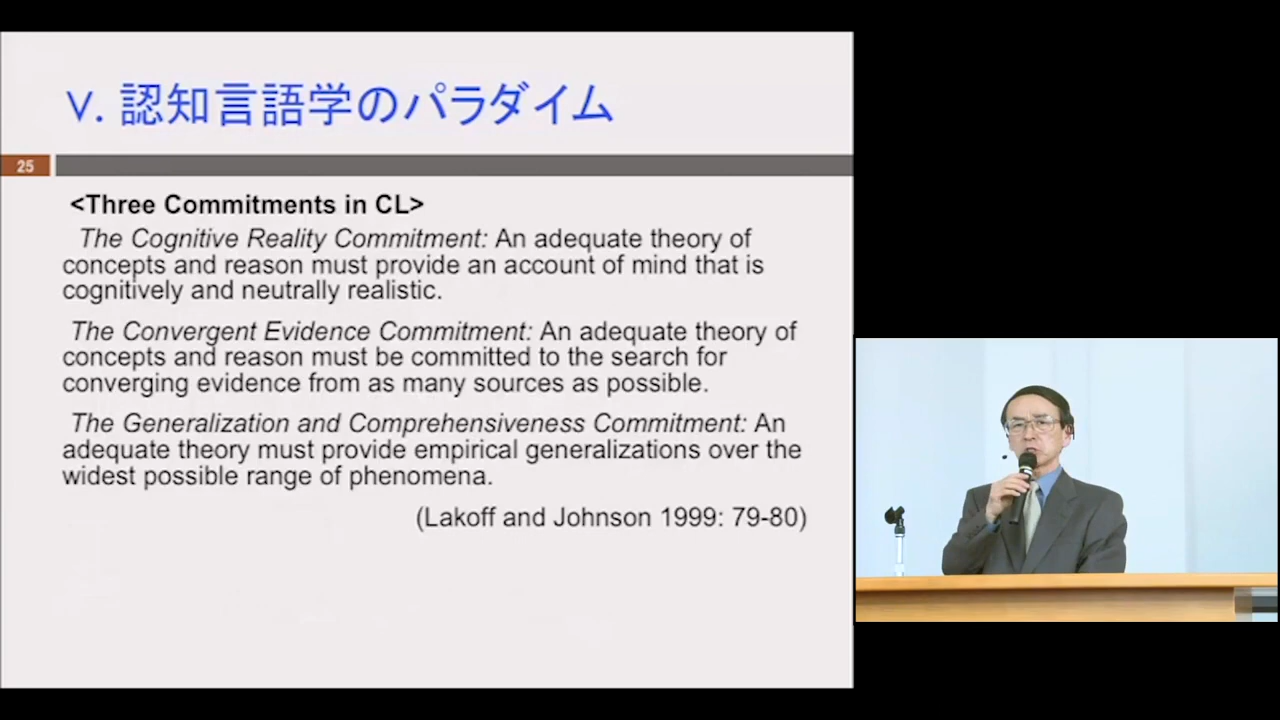 V. 認知言語学のパラダイム
25
<Three Commitments in CL>
The Cognitive Reality Commitment: An adequate theory of
concepts and reason must provide an account of mind that is
cognitively and neutrally realistic.
The Convergent Evidence Commitment: An adequate theory of
concepts and reason must be committed to the search for
converging evidence from as many sources as possible.
The Generalization and Comprehensiveness Commitment: An
adequate theory must provide empirical generalizations over the
widest possible range of phenomena.
(Lakoff and Johnson 1999: 79-80)